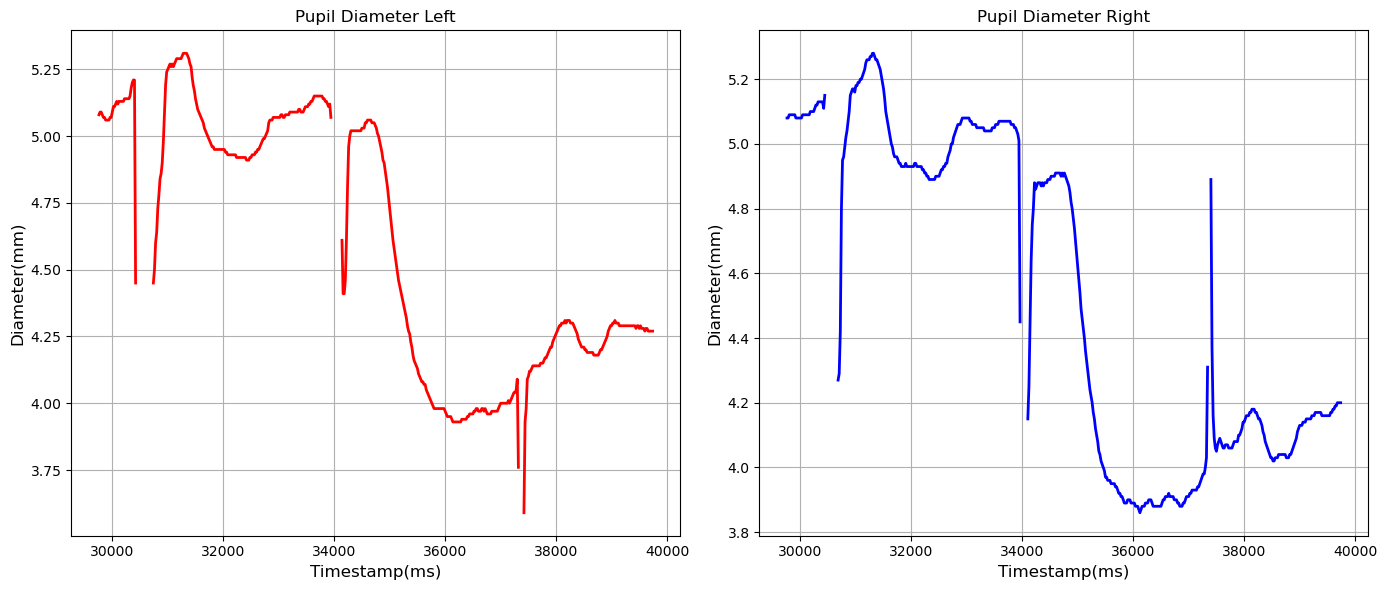 Pupil Diameter Left
5.25
5.00
4.75
4.50
4.25
4.00
3.75
Diameter(mm)
30000 32000 34000 36000 38000 40000
Timestamp(ms)
Pupil Diameter Right
5.2
5.0
4.8
4.6
4.4
4.2
4.0
3.8
Diameter(mm)
30000 32000 34000 36000 38000 40000
Timestamp(ms)